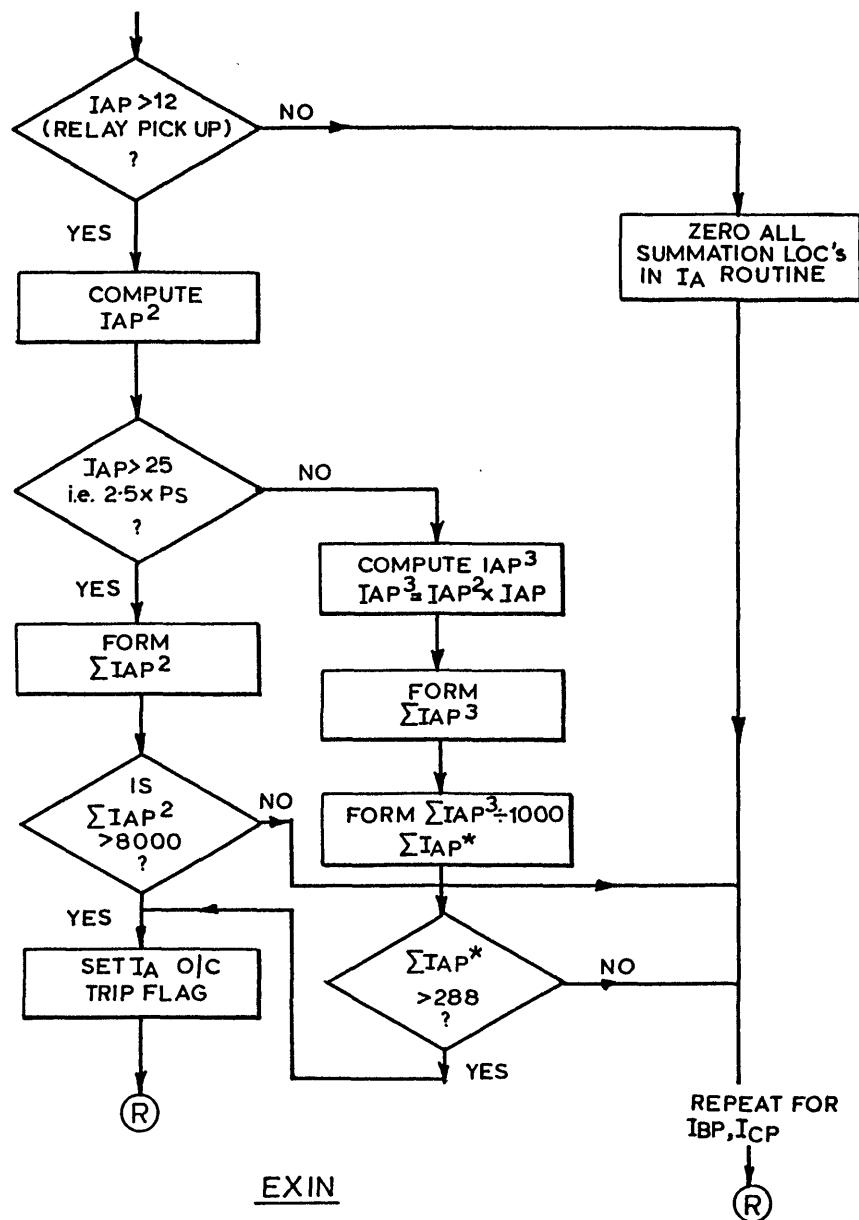 IAP >12
(RELAY PICK UP)
?
NO
YES
ZERO ALL
SUMMATION LOC's
IN IA ROUTINE
COMPUTE
IAP²
IAP > 25
i.e. 2·5 x PS
?
NO
YES
COMPUTE IAP³
IAP³ = IAP² x IAP
FORM
ΣIAP²
FORM
ΣIAP³
IS
ΣIAP²
>8000
?
NO
FORM ΣIAP³÷1000
ΣIAP*
YES
SET IA O/C
TRIP FLAG
ΣIAP*
>288
?
NO
YES
R
REPEAT FOR
IBP, ICP
R
EXIN